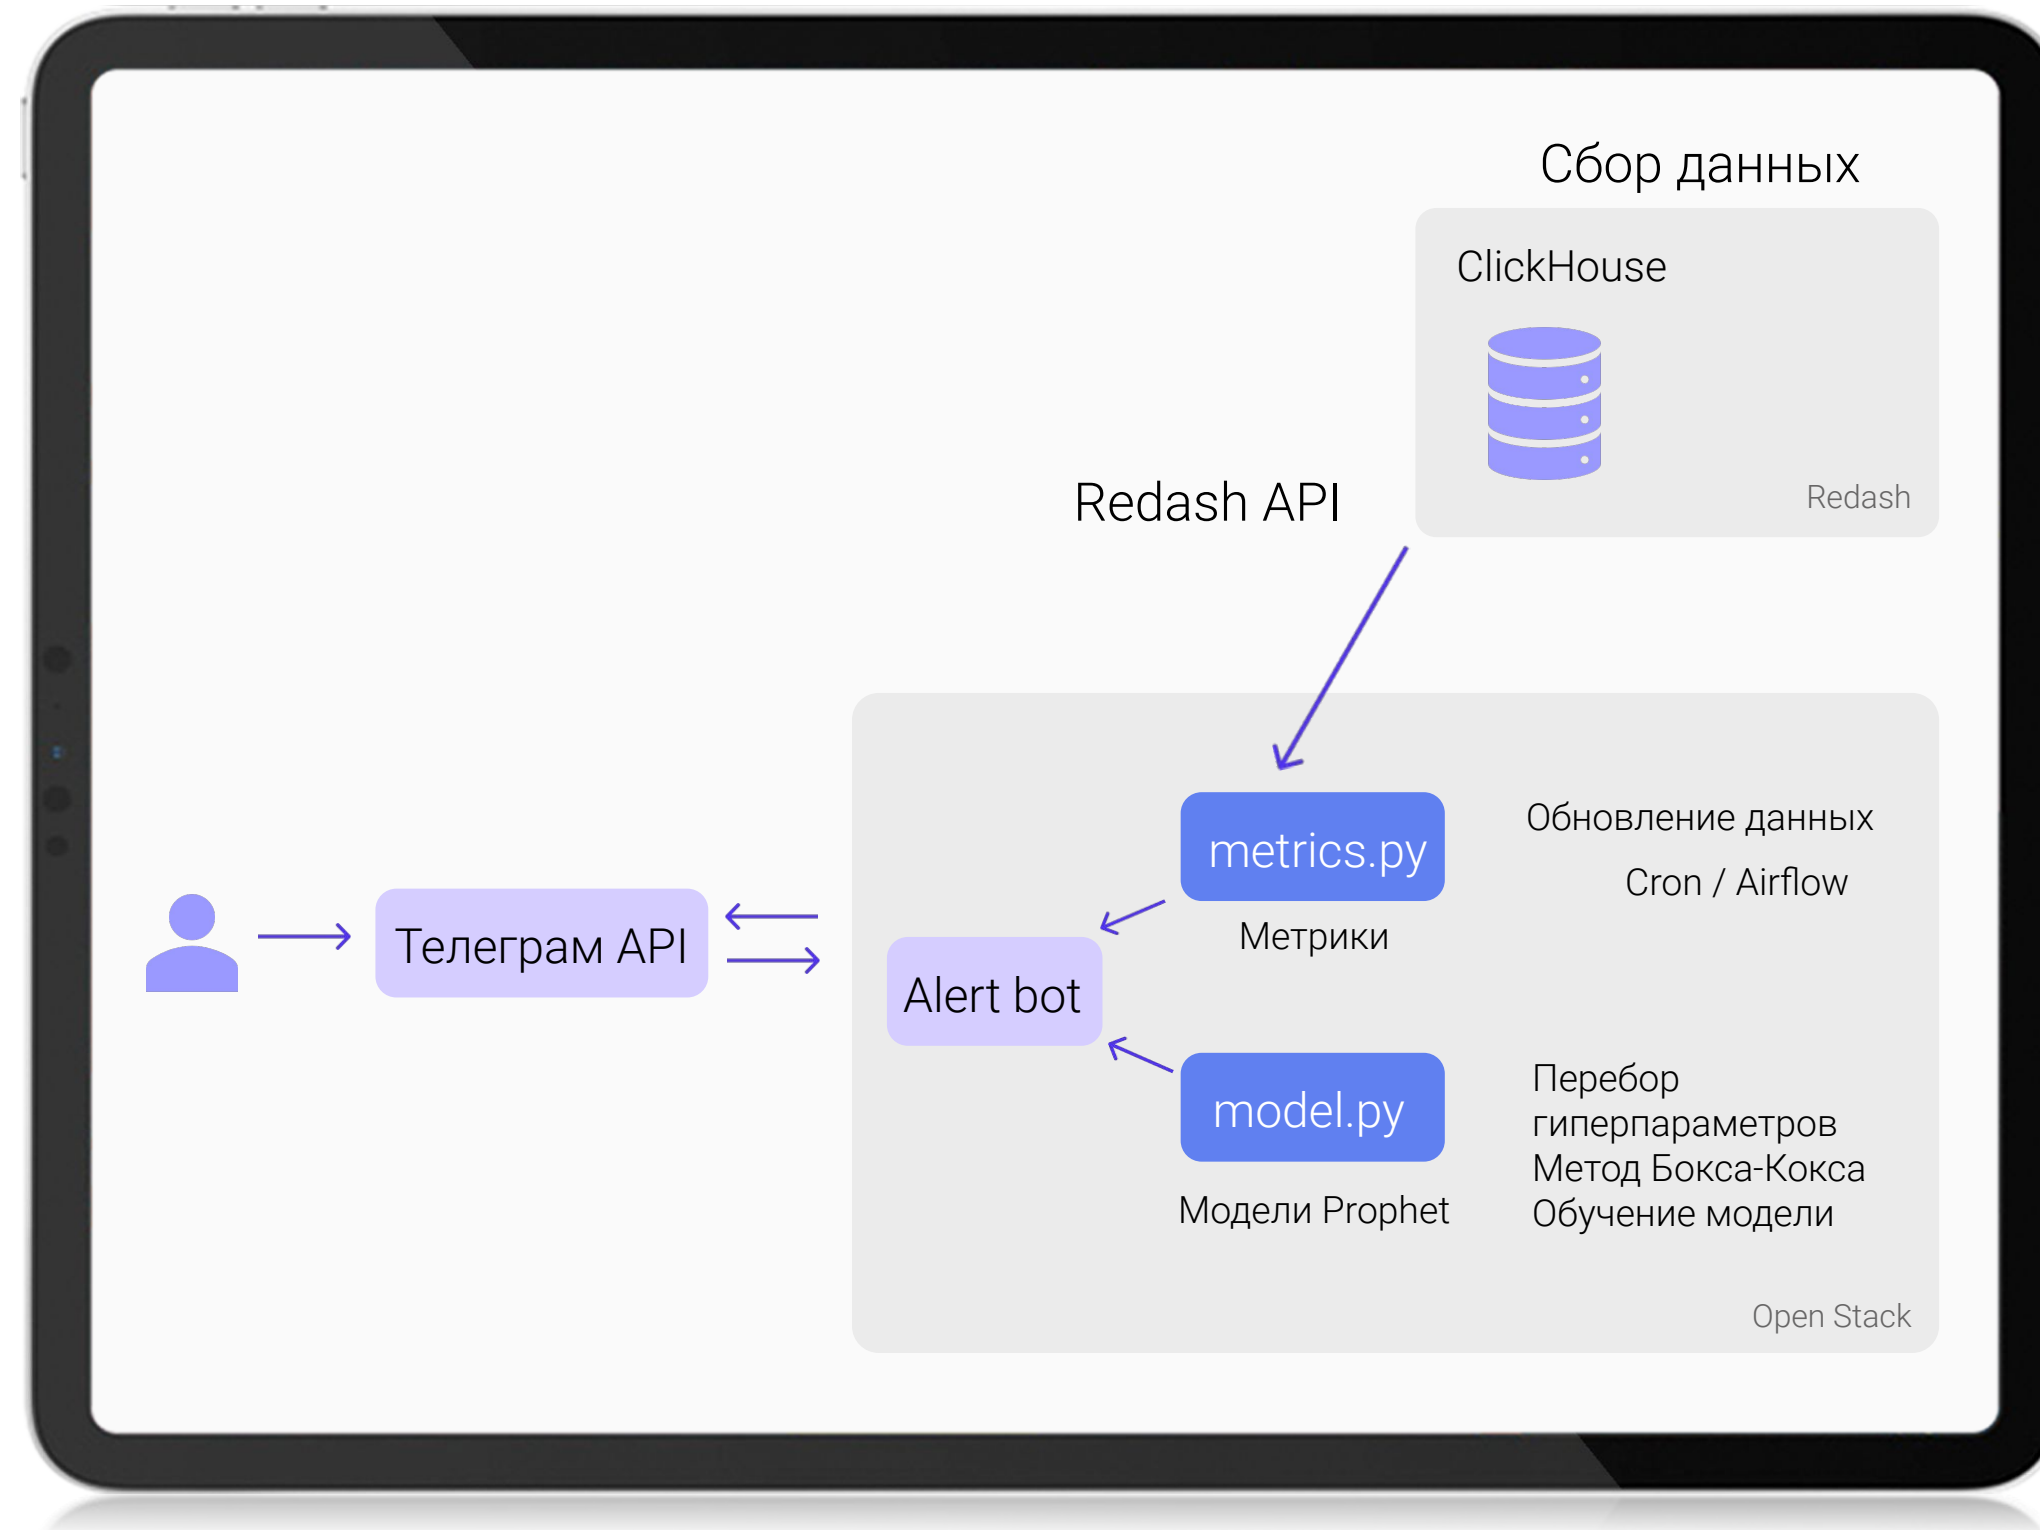 Сбор данных
ClickHouse
Redash
Redash API
metrics.py
Метрики
Обновление данных
Cron / Airflow
Телеграм API
Alert bot
model.py
Модели Prophet
Перебор
гиперпараметров
Метод Бокса-Кокса
Обучение модели
Open Stack